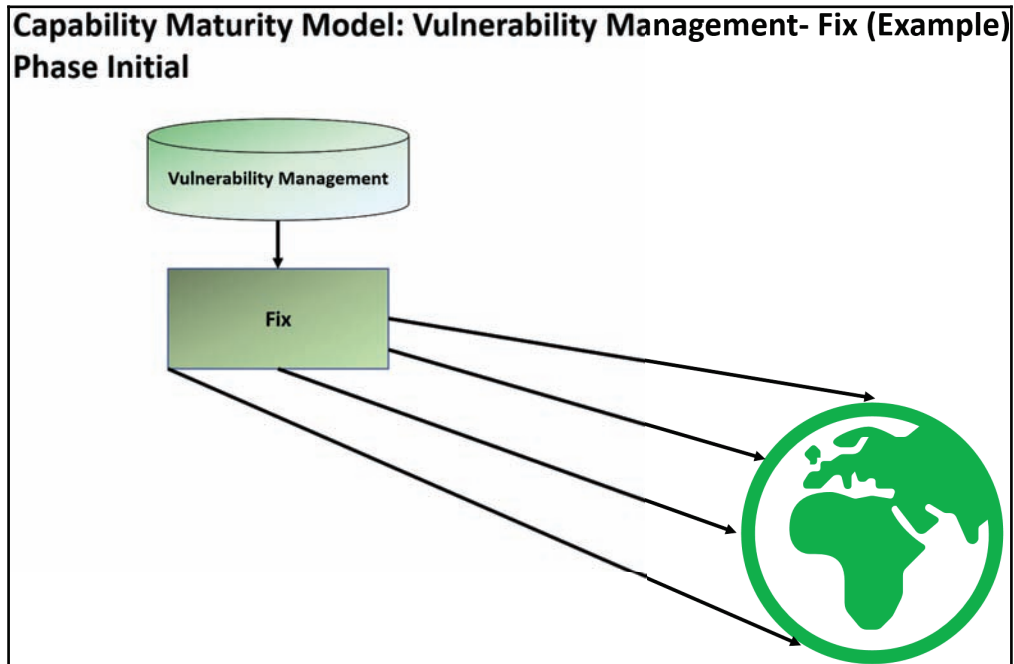 Capability Maturity Model: Vulnerability Management- Fix (Example)
Phase Initial
Vulnerability Management
Fix